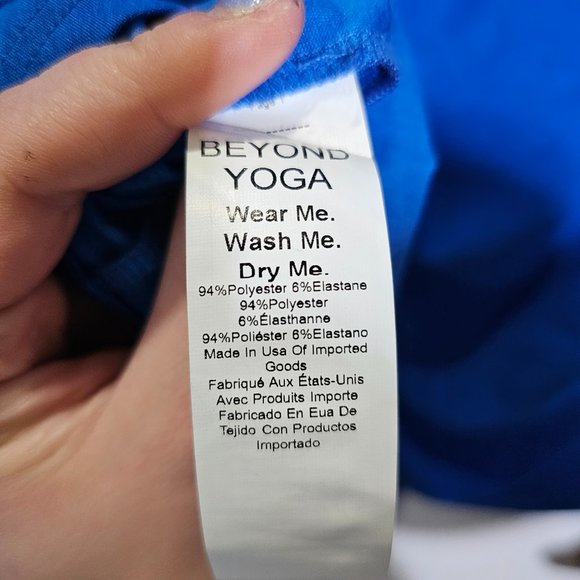 BEYOND
YOGA
Wear Me.
Wash Me.
Dry Me.
94%Polyester 6%Elastane
94%Polyester
6%Élasthanne
94%Poliéster 6%Elastano
Made In Usa Of Imported
Goods
Fabriqué Aux États-Unis
Avec Produits Importe
Fabricado En Eua De
Tejido Con Productos
Importado